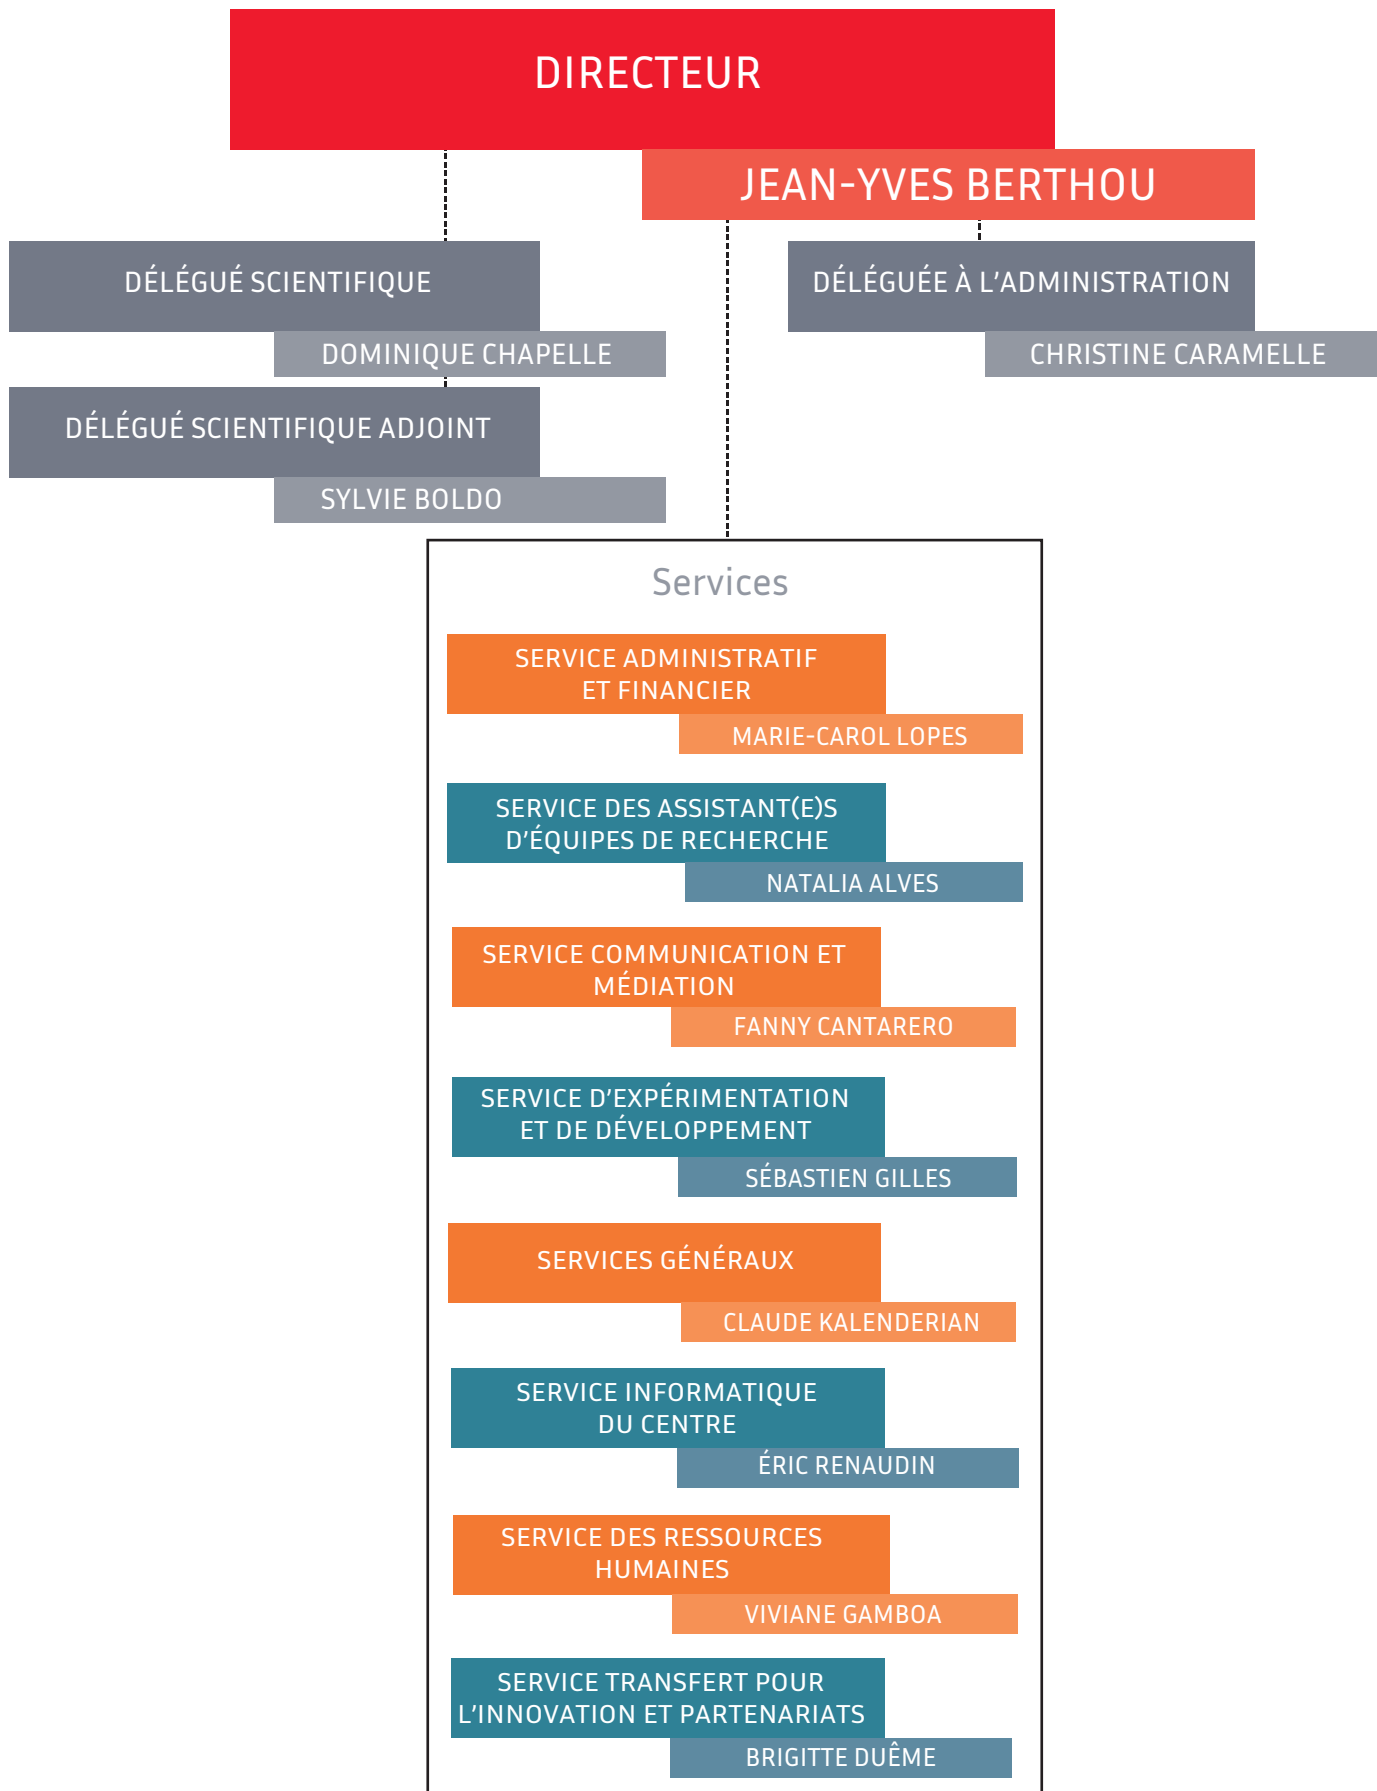 DIRECTEUR
JEAN-YVES BERTHOU
DÉLÉGUÉ SCIENTIFIQUE
DOMINIQUE CHAPELLE
DÉLÉGUÉ SCIENTIFIQUE ADJOINT
SYLVIE BOLDO
DÉLÉGUÉE À L'ADMINISTRATION
CHRISTINE CARAMELLE
Services
SERVICE ADMINISTRATIF
ET FINANCIER
MARIE-CAROL LOPES
SERVICE DES ASSISTANT(E)S
D'ÉQUIPES DE RECHERCHE
NATALIA ALVES
SERVICE COMMUNICATION ET
MÉDIATION
FANNY CANTARERO
SERVICE D'EXPÉRIMENTATION
ET DE DÉVELOPPEMENT
SÉBASTIEN GILLES
SERVICES GÉNÉRAUX
CLAUDE KALENDERIAN
SERVICE INFORMATIQUE
DU CENTRE
ÉRIC RENAUDIN
SERVICE DES RESSOURCES
HUMAINES
VIVIANE GAMBOA
SERVICE TRANSFERT POUR
L'INNOVATION ET PARTENARIATS
BRIGITTE DUÊME